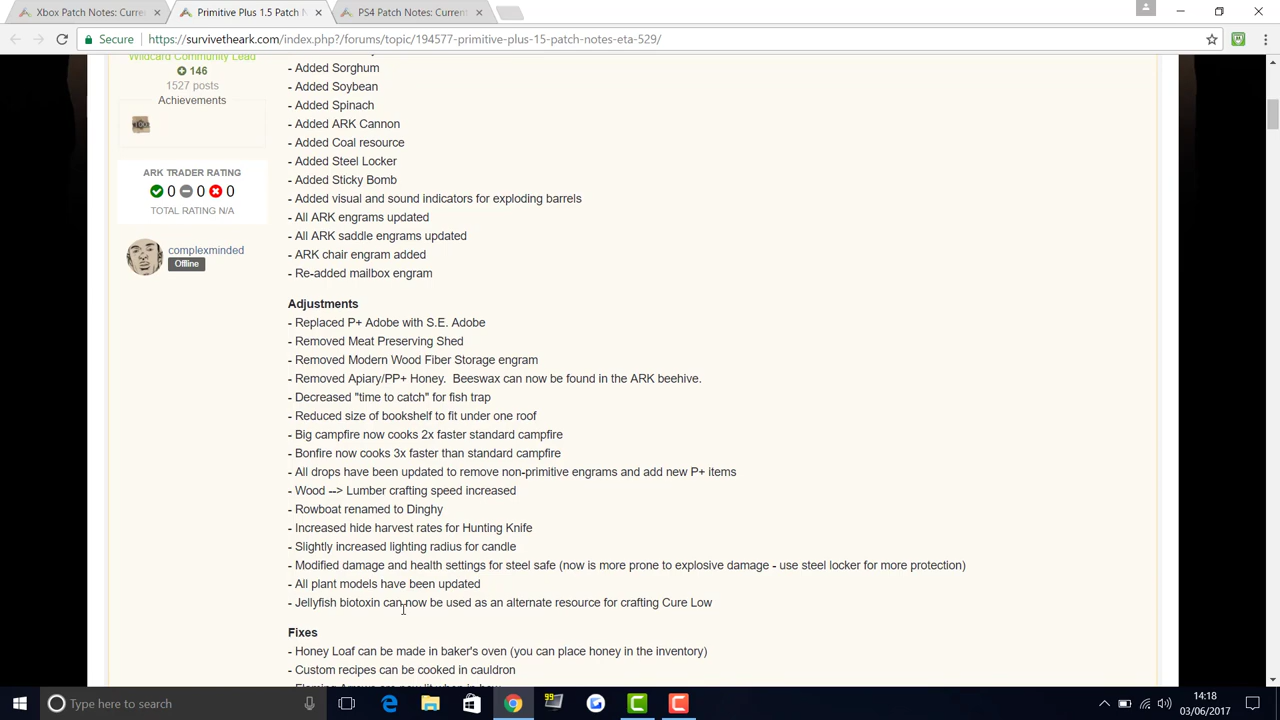 Xbox Patch Notes: Curren
Primitive Plus 1.5 Patch N
PS4 Patch Notes: Current
Secure
https://survivetheark.com/index.php?/forums/topic/194577-primitive-plus-15-patch-notes-eta-529/
Wildcard Community Lead
146
1527 posts
Achievements
ARK TRADER RATING
0 0 0
TOTAL RATING N/A
complexminded
Offline
- Added Sorghum
- Added Soybean
- Added Spinach
- Added ARK Cannon
- Added Coal resource
- Added Steel Locker
- Added Sticky Bomb
- Added visual and sound indicators for exploding barrels
- All ARK engrams updated
- All ARK saddle engrams updated
- ARK chair engram added
- Re-added mailbox engram
Adjustments
- Replaced P+ Adobe with S.E. Adobe
- Removed Meat Preserving Shed
- Removed Modern Wood Fiber Storage engram
- Removed Apiary/PP+ Honey.  Beeswax can now be found in the ARK beehive.
- Decreased "time to catch" for fish trap
- Reduced size of bookshelf to fit under one roof
- Big campfire now cooks 2x faster standard campfire
- Bonfire now cooks 3x faster than standard campfire
- All drops have been updated to remove non-primitive engrams and add new P+ items
- Wood --> Lumber crafting speed increased
- Rowboat renamed to Dinghy
- Increased hide harvest rates for Hunting Knife
- Slightly increased lighting radius for candle
- Modified damage and health settings for steel safe (now is more prone to explosive damage - use steel locker for more protection)
- All plant models have been updated
- Jellyfish biotoxin can now be used as an alternate resource for crafting Cure Low
Fixes
- Honey Loaf can be made in baker's oven (you can place honey in the inventory)
- Custom recipes can be cooked in cauldron
Type here to search
99
14:18
03/06/2017